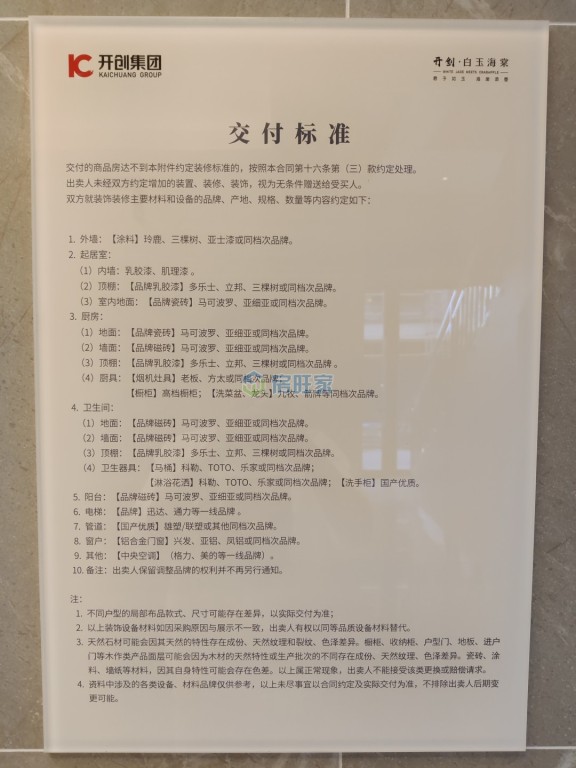 开创集团
KAICHUANG GROUP
开创·白玉海棠
WHITE JADE MEETS CRABAPPLE
交付标准
交付的商品房达不到本附件约定装修标准的，按照本合同第十六条第（三）款约定处理。
出卖人未经双方约定增加的装置、装修、装饰，视为无条件赠送给受买人。
双方就装饰装修主要材料和设备的品牌、产地、规格、数量等内容约定如下：
1. 外墙：【涂料】玲鹿、三棵树、亚士漆或同档次品牌。
2. 起居室：
（1）内墙：乳胶漆、肌理漆 。
（2）顶棚：【品牌乳胶漆】多乐士、立邦、三棵树或同档次品牌。
（3）室内地面：【品牌瓷砖】马可波罗、亚细亚或同档次品牌。
3. 厨房：
（1）地面：【品牌瓷砖】马可波罗、亚细亚或同档次品牌。
（2）墙面：【品牌磁砖】马可波罗、亚细亚或同档次品牌。
（3）顶棚：【品牌乳胶漆】多乐士、立邦、三棵树或同档次品牌 。
（4）厨具：【烟机灶具】老板、方太或同档次品牌；
【橱柜】高档橱柜；【洗菜盆、龙头】九牧、箭牌等同档次品牌。
房旺家
4. 卫生间：
（1）地面：【品牌磁砖】马可波罗、亚细亚或同档次品牌。
（2）墙面：【品牌磁砖】马可波罗、亚细亚或同档次品牌。
（3）顶棚：【品牌乳胶漆】多乐士、立邦、三棵树或同档次品牌。
（4）卫生器具：【马桶】科勒、TOTO、乐家或同档次品牌；
【淋浴花洒】科勒、TOTO、乐家或同档次品牌；【洗手柜】国产优质。
5. 阳台：【品牌磁砖】马可波罗、亚细亚或同档次品牌。
6. 电梯：【品牌】迅达、通力等一线品牌 。
7. 管道：【国产优质】雄塑/联塑或其他同档次品牌。
8. 窗户：【铝合金门窗】兴发、亚铝、凤铝或同档次品牌。
9. 其他：【中央空调】（格力、美的等一线品牌）。
10. 备注：出卖人保留调整品牌的权利并不再另行通知。
注：
1. 不同户型的局部布品款式、尺寸可能存在差异，以实际交付为准；
2. 以上装饰设备材料如因采购原因与展示不一致，出卖人有权以同等品质设备材料替代。
3. 天然石材可能会因其天然的特性存在成份、天然纹理和裂纹、色泽差异。橱柜、收纳柜、户型门、地板、进户
门等木作类产品面层可能会因为木材的天然特性或生产批次的不同存在成份、天然纹理、色泽差异。瓷砖、涂
料、墙纸等材料，因其自身特性可能会存在色差。以上属正常现象，出卖人不能接受该类更换或赔偿请求。
4. 资料中涉及的各类设备、材料品牌仅供参考，以上未尽事宜以合同约定及实际交付为准，不排除出卖人后期变
更可能。